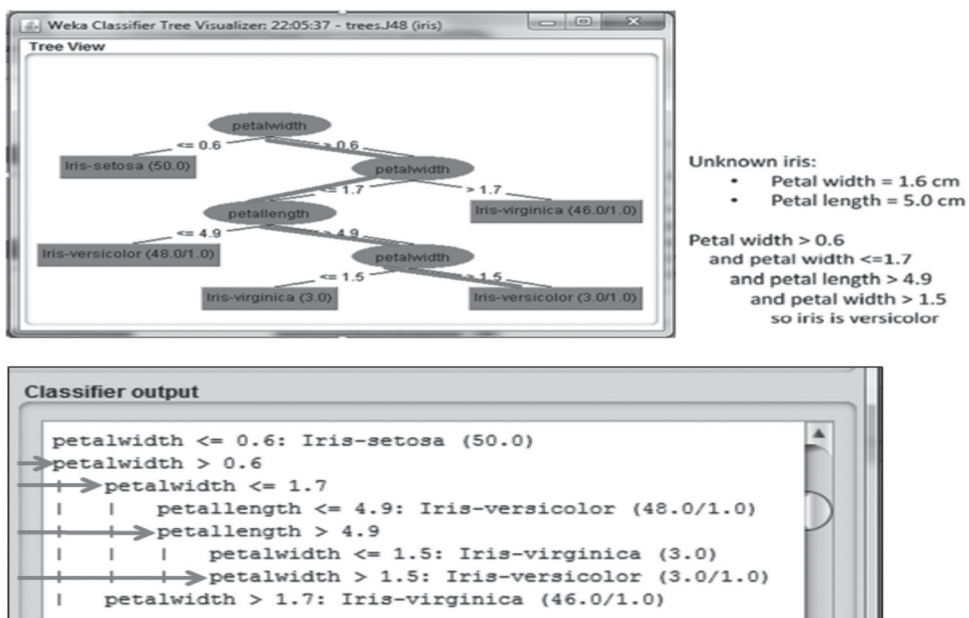 Weka Classifier Tree Visualizer: 22:05:37 - trees.J48 (iris)
Tree View
petalwidth
<= 0.6 > 0.6
Iris-setosa (50.0) petalwidth
<= 1.7 > 1.7
petallength Iris-virginica (46.0/1.0)
<= 4.9 > 4.9
Iris-versicolor (48.0/1.0) petalwidth
<= 1.5 > 1.5
Iris-virginica (3.0) Iris-versicolor (3.0/1.0)
Unknown iris:
• Petal width = 1.6 cm
• Petal length = 5.0 cm
Petal width > 0.6
and petal width <=1.7
and petal length > 4.9
and petal width > 1.5
so iris is versicolor
Classifier output
petalwidth <= 0.6: Iris-setosa (50.0)
petalwidth > 0.6
| petalwidth <= 1.7
| | petallength <= 4.9: Iris-versicolor (48.0/1.0)
| | petallength > 4.9
| | | petalwidth <= 1.5: Iris-virginica (3.0)
| | | petalwidth > 1.5: Iris-versicolor (3.0/1.0)
| petalwidth > 1.7: Iris-virginica (46.0/1.0)